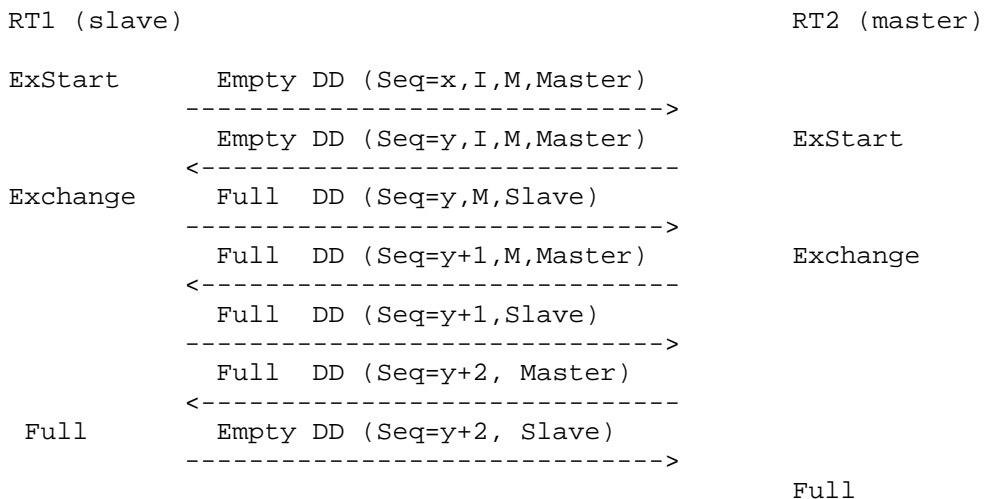 RT1 (slave)                                        RT2 (master)
ExStart      Empty DD (Seq=x,I,M,Master)
           ------------------------------>
             Empty DD (Seq=y,I,M,Master)         ExStart
           <------------------------------
Exchange     Full  DD (Seq=y,M,Slave)
           ------------------------------>
             Full  DD (Seq=y+1,M,Master)         Exchange
           <------------------------------
             Full  DD (Seq=y+1,Slave)
           ------------------------------>
             Full  DD (Seq=y+2, Master)
           <------------------------------
 Full        Empty DD (Seq=y+2, Slave)
           ------------------------------>
                                                 Full